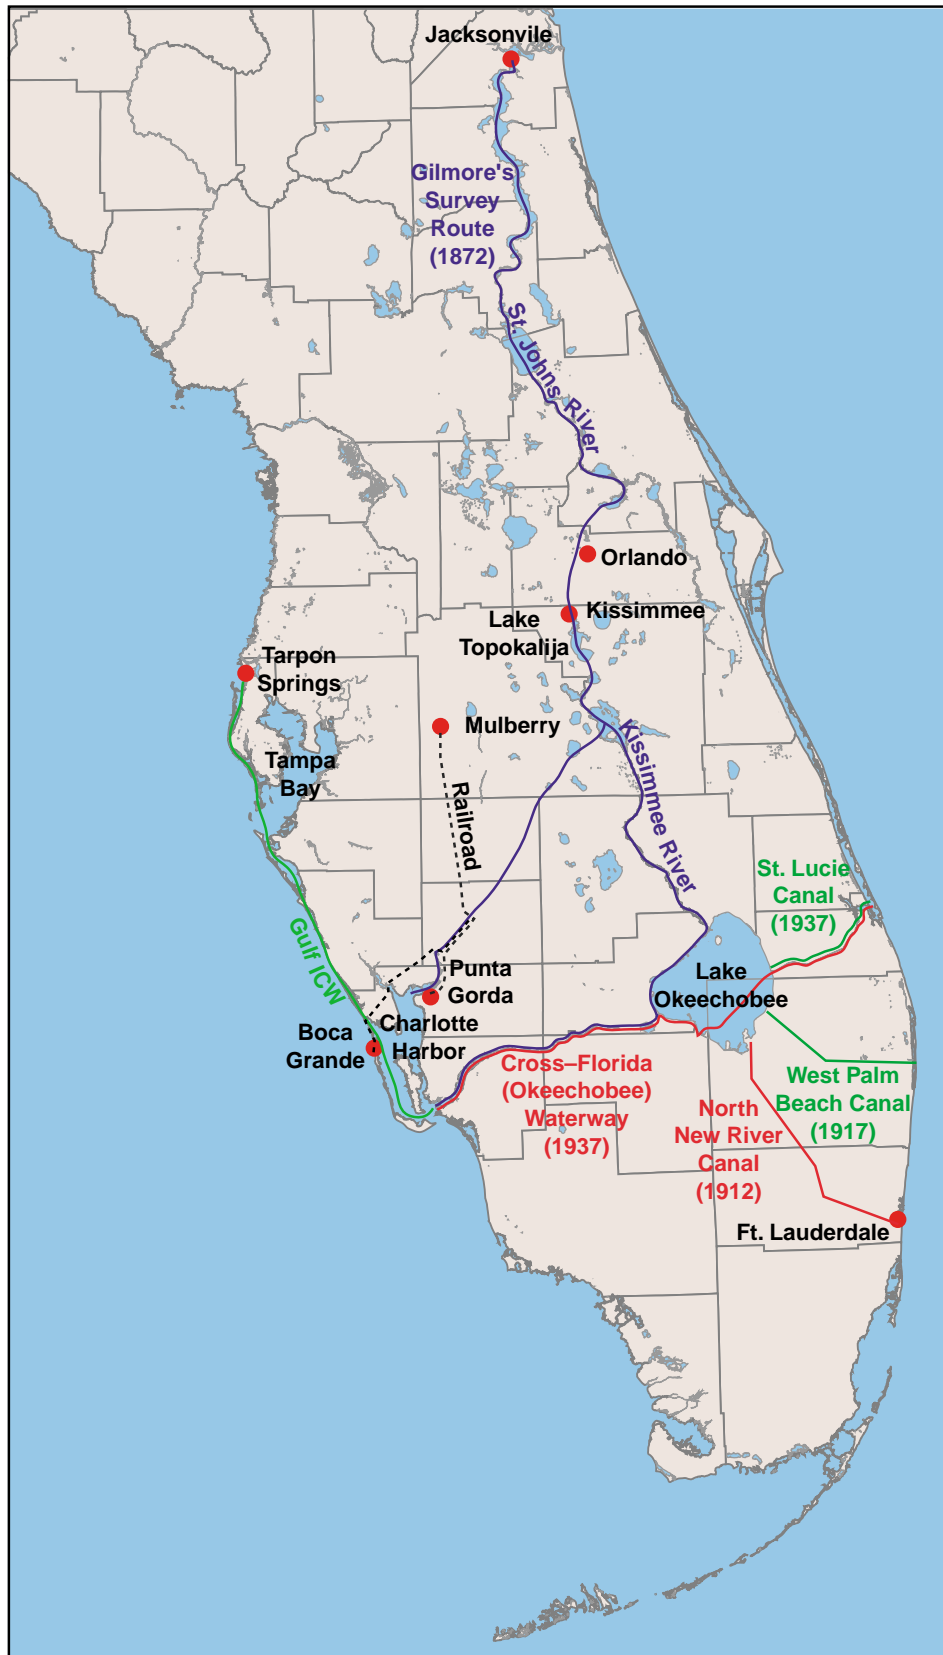 Jacksonvile
Gilmore's
Survey
Route
(1872)
St. Johns River
Orlando
Kissimmee
Lake
Topokalija
Tarpon
Springs
Mulberry
Kissimmee River
Tampa
Bay
Railroad
St. Lucie
Canal
(1937)
Gulf ICW
Punta
Gorda
Lake
Okeechobee
Charlotte
Harbor
Boca
Grande
Cross–Florida
(Okeechobee)
Waterway
(1937)
West Palm
Beach Canal
(1917)
North
New River
Canal
(1912)
Ft. Lauderdale